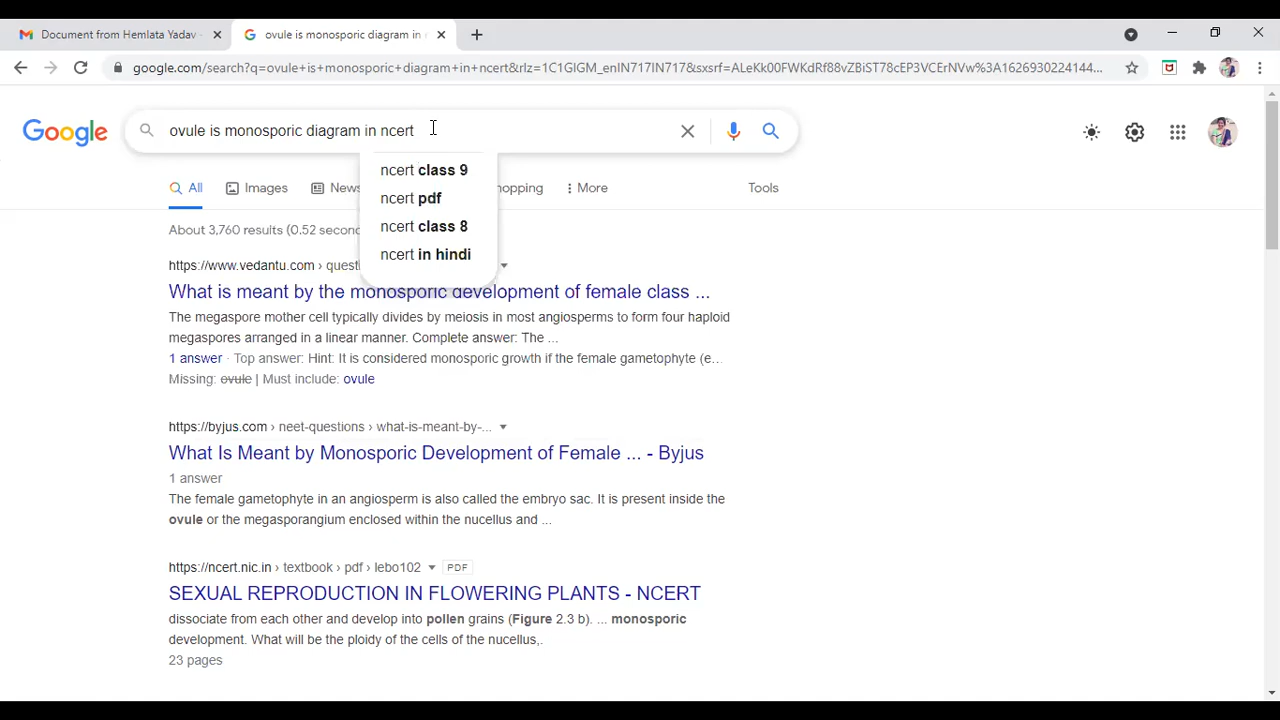 Document from Hemlata Yadav
ovule is monosporic diagram in
google.com/search?q=ovule+is+monosporic+diagram+in+ncert&rlz=1C1GIGM_enIN717IN717&sxsrf=ALeKk00FWKdRf88vZBiST78cEP3VCErNVw%3A1626930224144...
Google
ovule is monosporic diagram in ncert
ncert class 9
ncert pdf
ncert class 8
ncert in hindi
All
Images
News
hopping
More
Tools
About 3,760 results (0.52 second
https://www.vedantu.com › questi
What is meant by the monosporic development of female class ...
The megaspore mother cell typically divides by meiosis in most angiosperms to form four haploid
megaspores arranged in a linear manner. Complete answer: The ...
1 answer · Top answer: Hint: It is considered monosporic growth if the female gametophyte (e...
Missing: ovule | Must include: ovule
https://byjus.com › neet-questions › what-is-meant-by-...
What Is Meant by Monosporic Development of Female ... - Byjus
1 answer
The female gametophyte in an angiosperm is also called the embryo sac. It is present inside the
ovule or the megasporangium enclosed within the nucellus and ...
https://ncert.nic.in › textbook › pdf › lebo102
PDF
SEXUAL REPRODUCTION IN FLOWERING PLANTS - NCERT
dissociate from each other and develop into pollen grains (Figure 2.3 b). ... monosporic
development. What will be the ploidy of the cells of the nucellus,.
23 pages